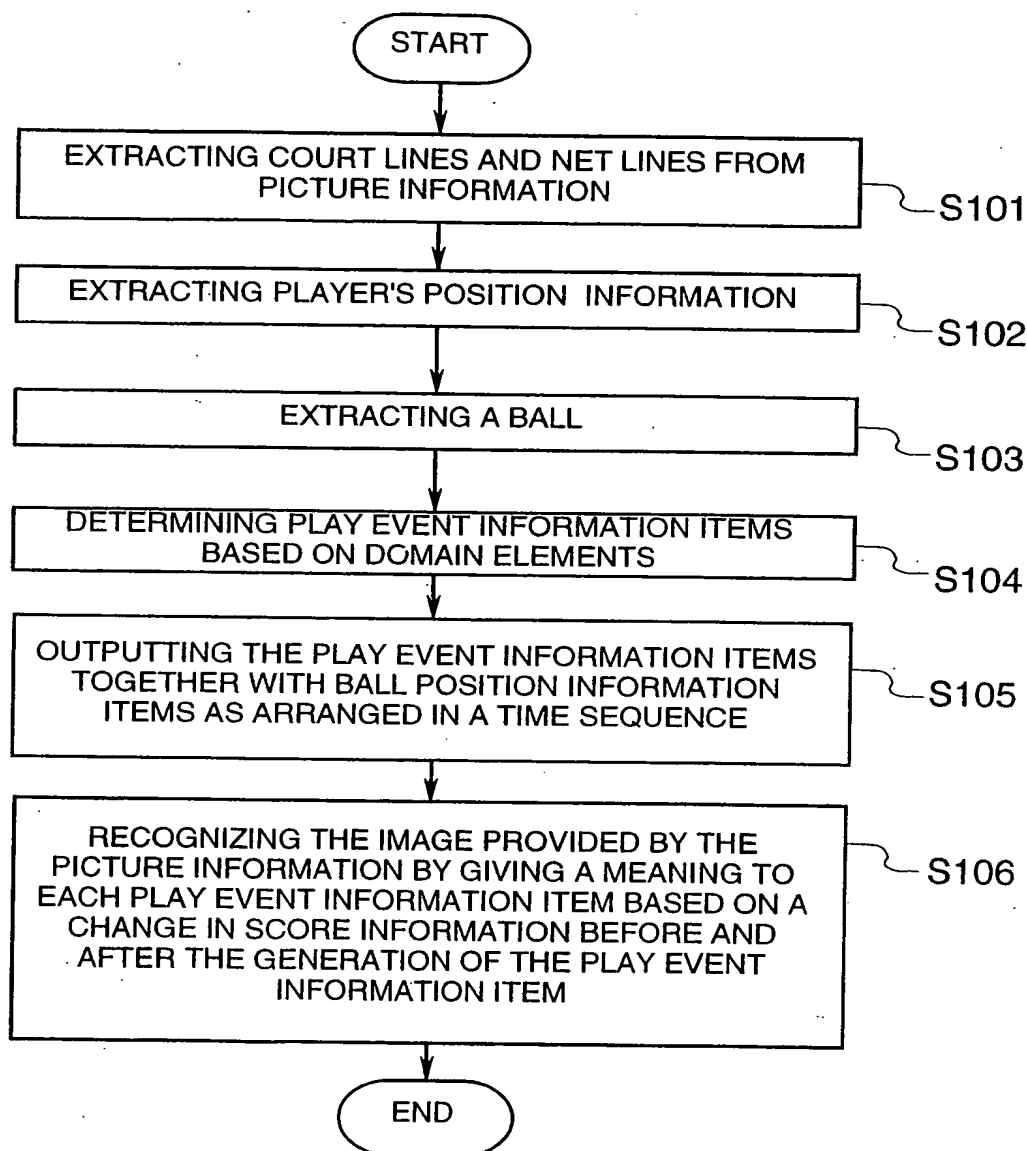 START
EXTRACTING COURT LINES AND NET LINES FROM
PICTURE INFORMATION
S101
EXTRACTING PLAYER'S POSITION INFORMATION
S102
EXTRACTING A BALL
S103
DETERMINING PLAY EVENT INFORMATION ITEMS
BASED ON DOMAIN ELEMENTS
S104
OUTPUTTING THE PLAY EVENT INFORMATION ITEMS
TOGETHER WITH BALL POSITION INFORMATION
ITEMS AS ARRANGED IN A TIME SEQUENCE
S105
RECOGNIZING THE IMAGE PROVIDED BY THE
PICTURE INFORMATION BY GIVING A MEANING TO
EACH PLAY EVENT INFORMATION ITEM BASED ON A
CHANGE IN SCORE INFORMATION BEFORE AND
AFTER THE GENERATION OF THE PLAY EVENT
INFORMATION ITEM
S106
END